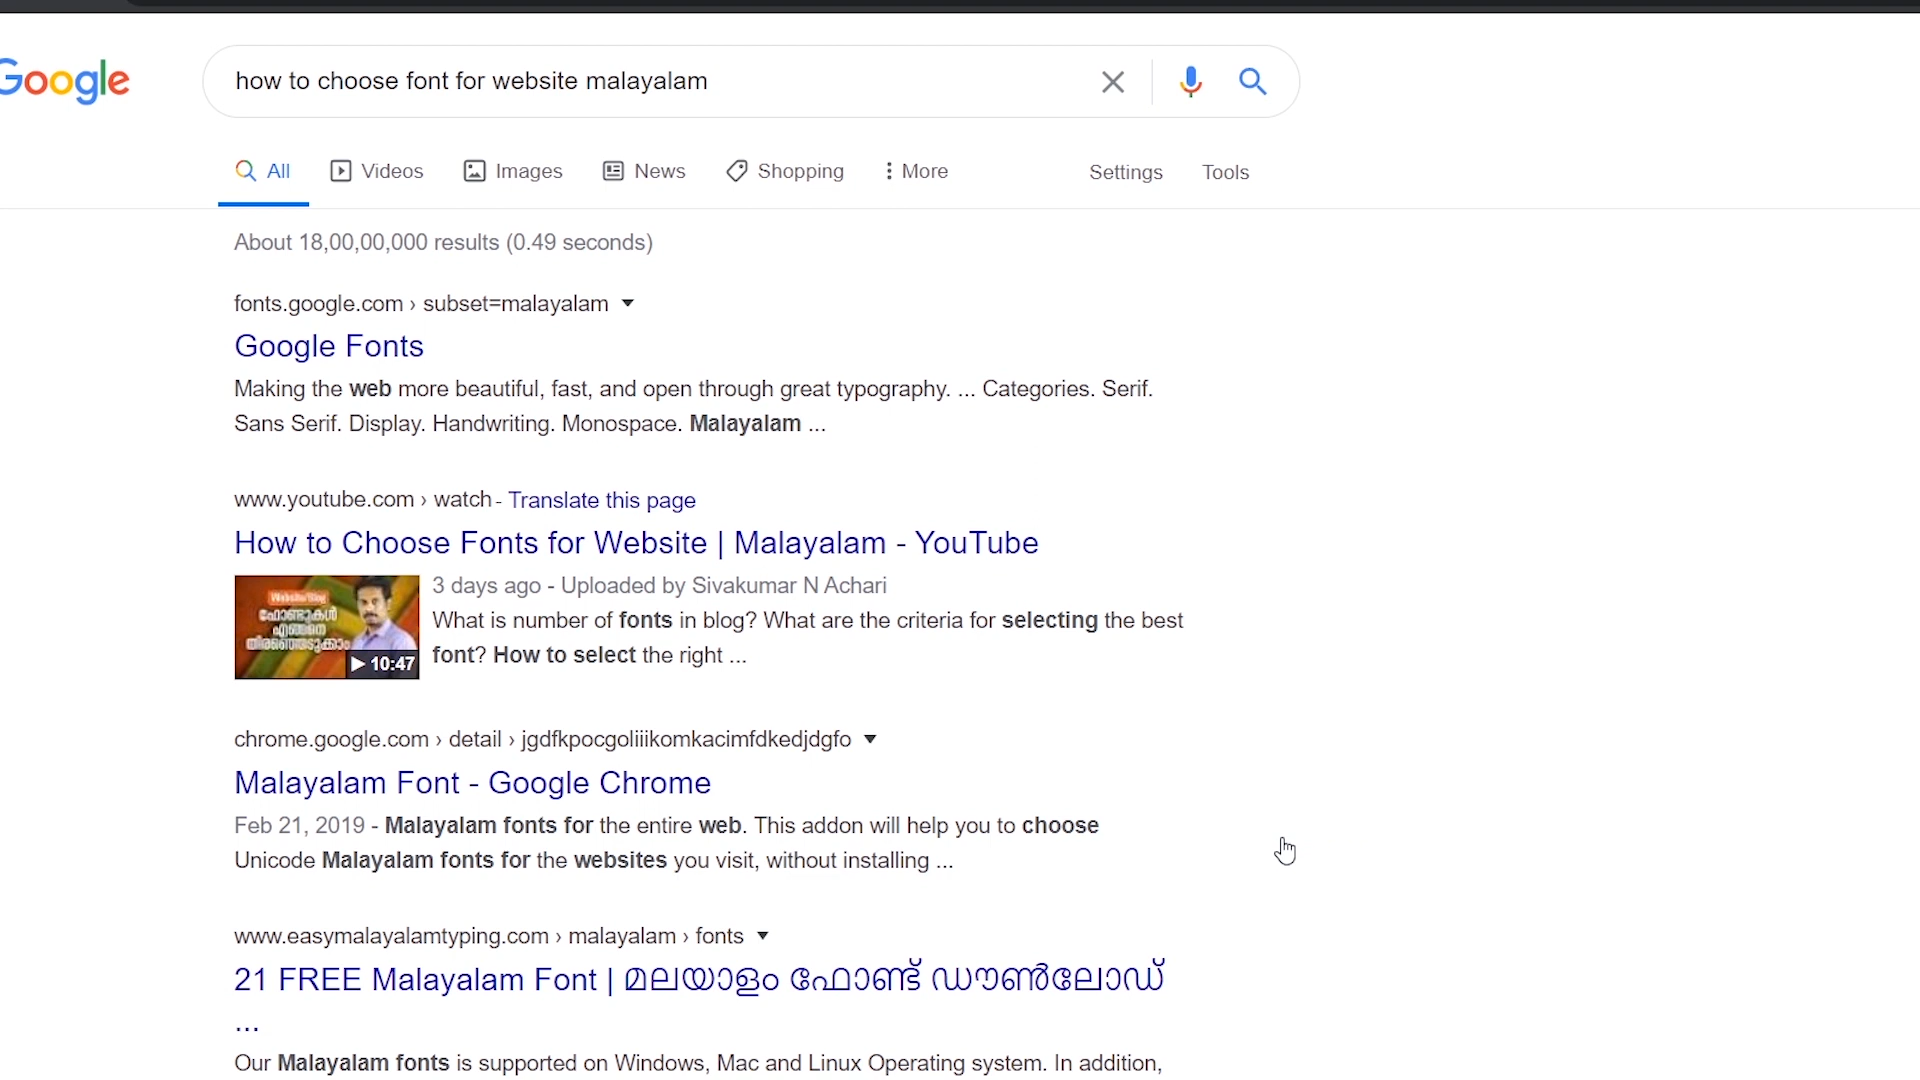 Google
how to choose font for website malayalam
All Videos Images News Shopping More Settings Tools
About 18,00,00,000 results (0.49 seconds)
fonts.google.com › subset=malayalam
Google Fonts
Making the web more beautiful, fast, and open through great typography. ... Categories. Serif.
Sans Serif. Display. Handwriting. Monospace. Malayalam ...
www.youtube.com › watch - Translate this page
How to Choose Fonts for Website | Malayalam - YouTube
Website/Blog
ഫോണ്ടുകൾ
എങ്ങനെ
തിരഞ്ഞെടുക്കാം
10:47
3 days ago - Uploaded by Sivakumar N Achari
What is number of fonts in blog? What are the criteria for selecting the best
font? How to select the right ...
chrome.google.com › detail › jgdfkpocgoliiikomkacimfdkedjdgfo
Malayalam Font - Google Chrome
Feb 21, 2019 - Malayalam fonts for the entire web. This addon will help you to choose
Unicode Malayalam fonts for the websites you visit, without installing ...
www.easymalayalamtyping.com › malayalam › fonts
21 FREE Malayalam Font | മലയാളം ഫോണ്ട് ഡൗൺലോഡ്
...
Our Malayalam fonts is supported on Windows, Mac and Linux Operating system. In addition,